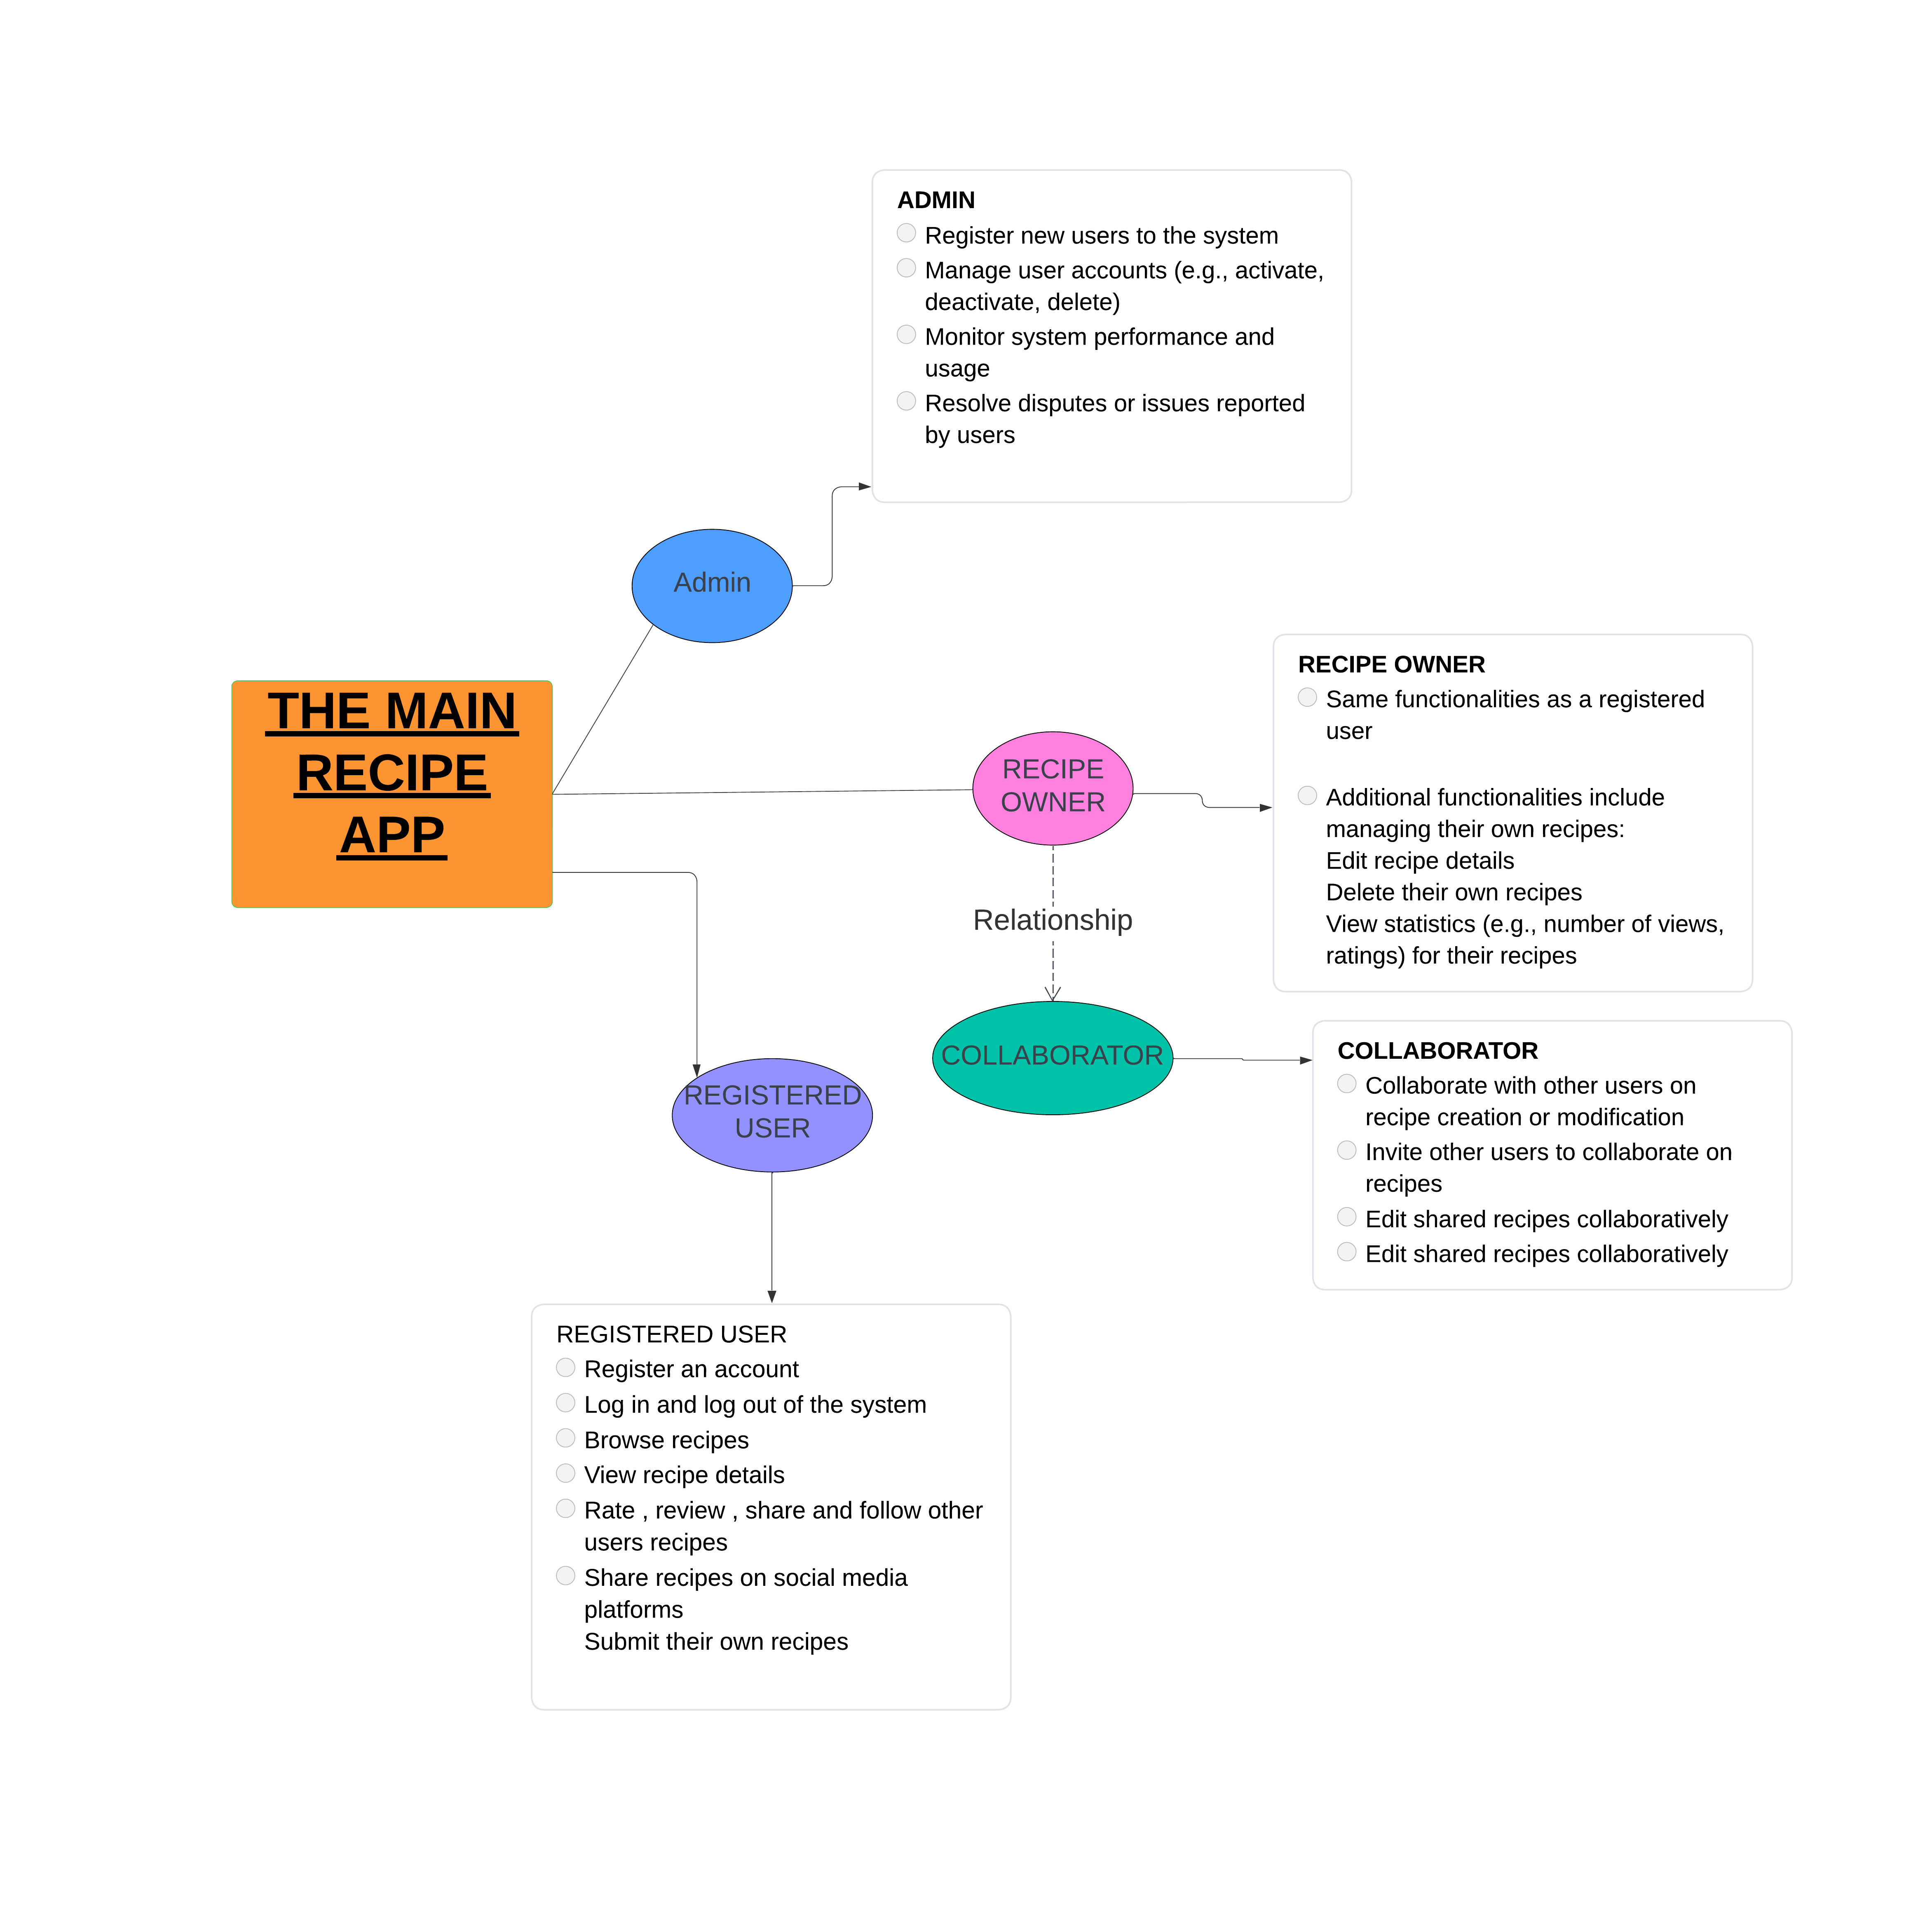 ADMIN
Register new users to the system
Manage user accounts (e.g., activate,
deactivate, delete)
Monitor system performance and
usage
Resolve disputes or issues reported
by users
Admin
THE MAIN
RECIPE
APP
RECIPE
OWNER
RECIPE OWNER
Same functionalities as a registered
user
Additional functionalities include
managing their own recipes:
Edit recipe details
Delete their own recipes
View statistics (e.g., number of views,
ratings) for their recipes
Relationship
COLLABORATOR
COLLABORATOR
Collaborate with other users on
recipe creation or modification
Invite other users to collaborate on
recipes
Edit shared recipes collaboratively
Edit shared recipes collaboratively
REGISTERED
USER
REGISTERED USER
Register an account
Log in and log out of the system
Browse recipes
View recipe details
Rate , review , share and follow other
users recipes
Share recipes on social media
platforms
Submit their own recipes